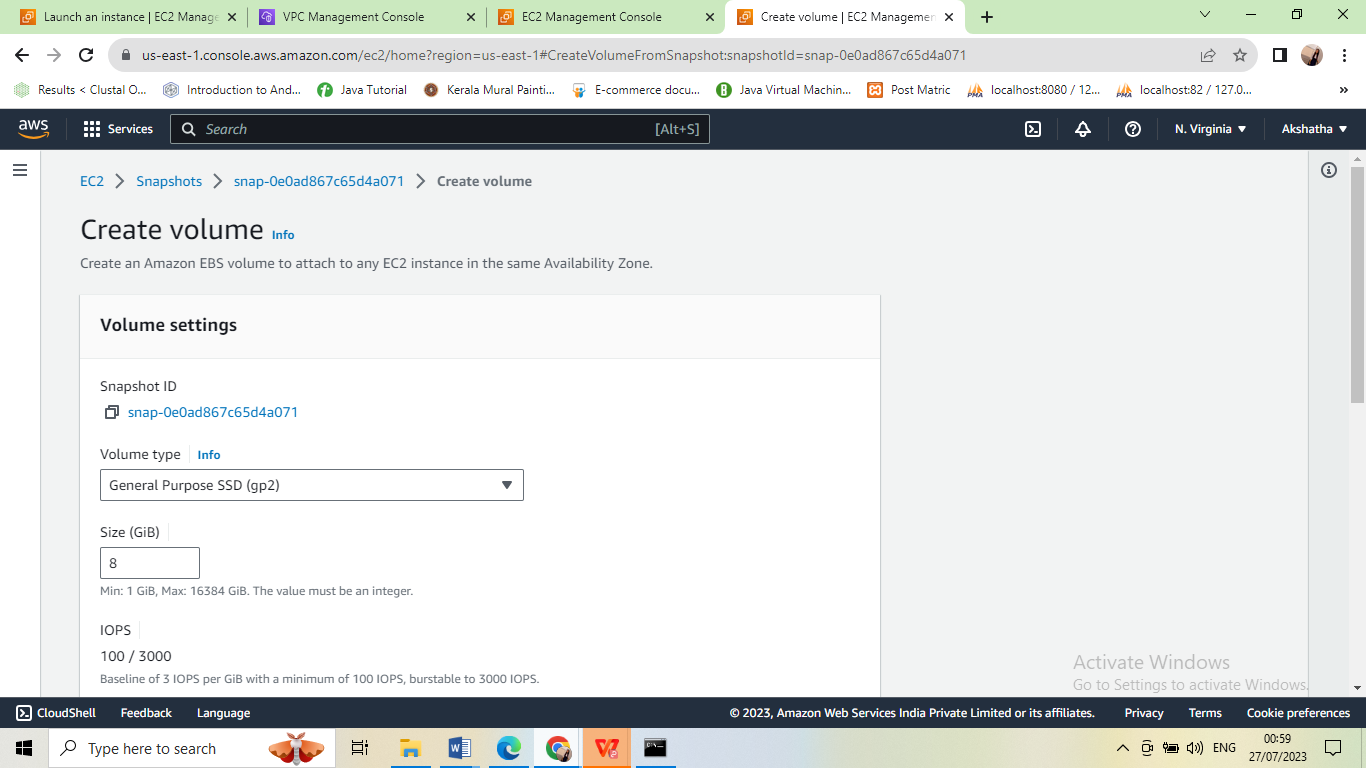 Launch an instance | EC2 Manage
VPC Management Console
EC2 Management Console
Create volume | EC2 Managemen
us-east-1.console.aws.amazon.com/ec2/home?region=us-east-1#CreateVolumeFromSnapshot:snapshotId=snap-0e0ad867c65d4a071
Results < Clustal O...
Introduction to And...
Java Tutorial
Kerala Mural Painti...
E-commerce docu...
Java Virtual Machin...
Post Matric
localhost:8080 / 12...
localhost:82 / 127.0...
»
aws
Services
Search
[Alt+S]
N. Virginia
Akshatha
EC2 > Snapshots > snap-0e0ad867c65d4a071 > Create volume
Create volume Info
Create an Amazon EBS volume to attach to any EC2 instance in the same Availability Zone.
Volume settings
Snapshot ID
snap-0e0ad867c65d4a071
Volume type Info
General Purpose SSD (gp2)
Size (GiB)
8
Min: 1 GiB, Max: 16384 GiB. The value must be an integer.
IOPS
100 / 3000
Baseline of 3 IOPS per GiB with a minimum of 100 IOPS, burstable to 3000 IOPS.
Activate Windows
Go to Settings to activate Windows.
CloudShell
Feedback
Language
© 2023, Amazon Web Services India Private Limited or its affiliates.
Privacy
Terms
Cookie preferences
Type here to search
ENG
00:59
27/07/2023